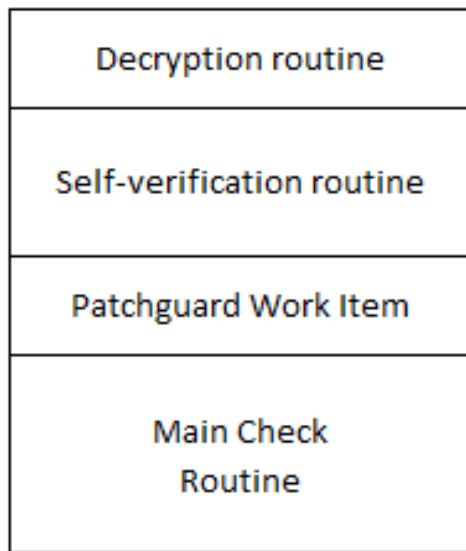 Decryption routine
Self-verification routine
Patchguard Work Item
Main Check
Routine